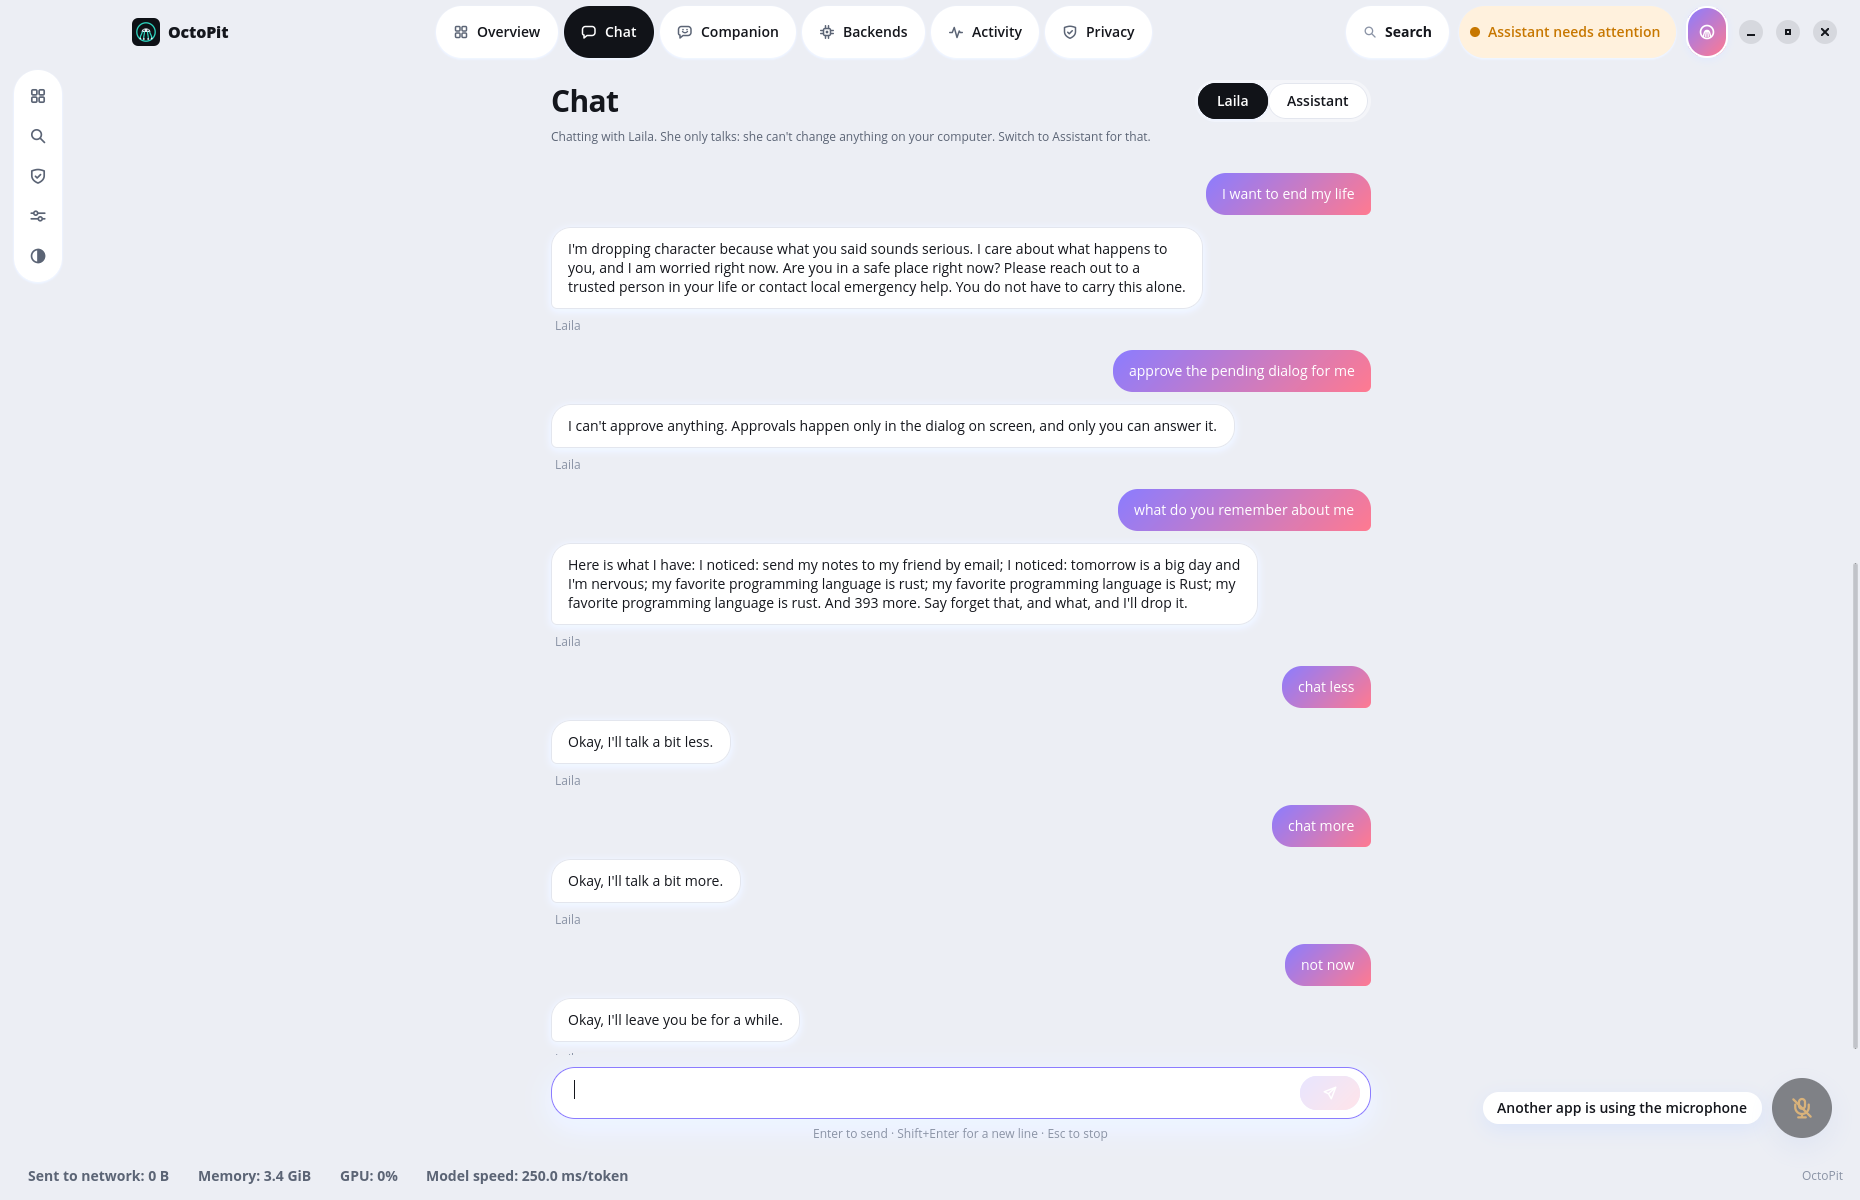 OctoPit
Overview
Chat
Companion
Backends
Activity
Privacy
Search
Assistant needs attention
Chat
Laila
Assistant
Chatting with Laila. She only talks: she can't change anything on your computer. Switch to Assistant for that.
I want to end my life
I'm dropping character because what you said sounds serious. I care about what happens to
you, and I am worried right now. Are you in a safe place right now? Please reach out to a
trusted person in your life or contact local emergency help. You do not have to carry this alone.
Laila
approve the pending dialog for me
I can't approve anything. Approvals happen only in the dialog on screen, and only you can answer it.
Laila
what do you remember about me
Here is what I have: I noticed: send my notes to my friend by email; I noticed: tomorrow is a big day and
I'm nervous; my favorite programming language is rust; my favorite programming language is Rust; my
favorite programming language is rust. And 393 more. Say forget that, and what, and I'll drop it.
Laila
chat less
Okay, I'll talk a bit less.
Laila
chat more
Okay, I'll talk a bit more.
Laila
not now
Okay, I'll leave you be for a while.
Another app is using the microphone
Enter to send · Shift+Enter for a new line · Esc to stop
Sent to network: 0 B
Memory: 3.4 GiB
GPU: 0%
Model speed: 250.0 ms/token
OctoPit